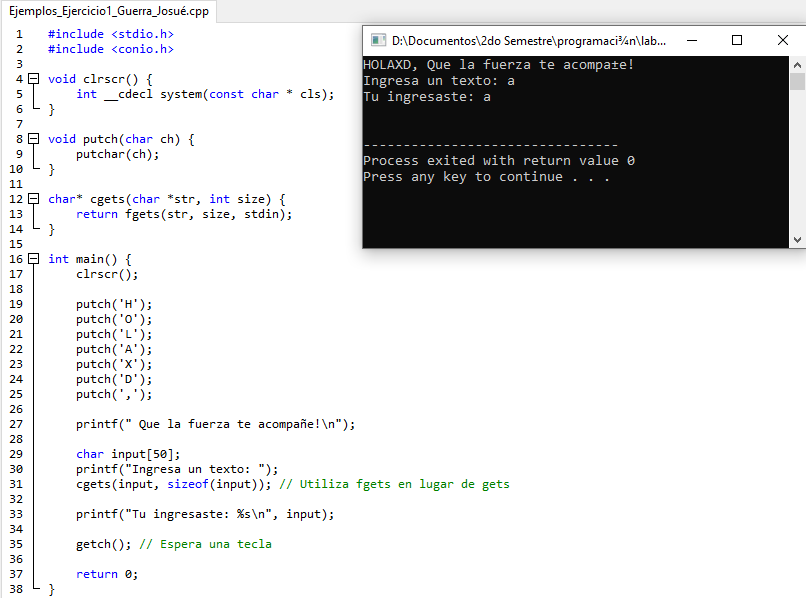 Ejemplos_Ejercicio1_Guerra_Josué.cpp
1 #include <stdio.h>
2 #include <conio.h>
3
4 void clrscr() {
5 int __cdecl system(const char * cls);
6 }
7
8 void putch(char ch) {
9 putchar(ch);
10 }
11
12 char* cgets(char *str, int size) {
13 return fgets(str, size, stdin);
14 }
15
16 int main() {
17 clrscr();
18
19 putch('H');
20 putch('O');
21 putch('L');
22 putch('A');
23 putch('X');
24 putch('D');
25 putch(',');
26
27 printf(" Que la fuerza te acompañe!\n");
28
29 char input[50];
30 printf("Ingresa un texto: ");
31 cgets(input, sizeof(input)); // Utiliza fgets en lugar de gets
32
33 printf("Tu ingresaste: %s\n", input);
34
35 getch(); // Espera una tecla
36
37 return 0;
38 }
D:\Documentos\2do Semestre\programaci¾n\lab...
HOLAXD, Que la fuerza te acompa±e!
Ingresa un texto: a
Tu ingresaste: a
--------------------------------
Process exited with return value 0
Press any key to continue . . .